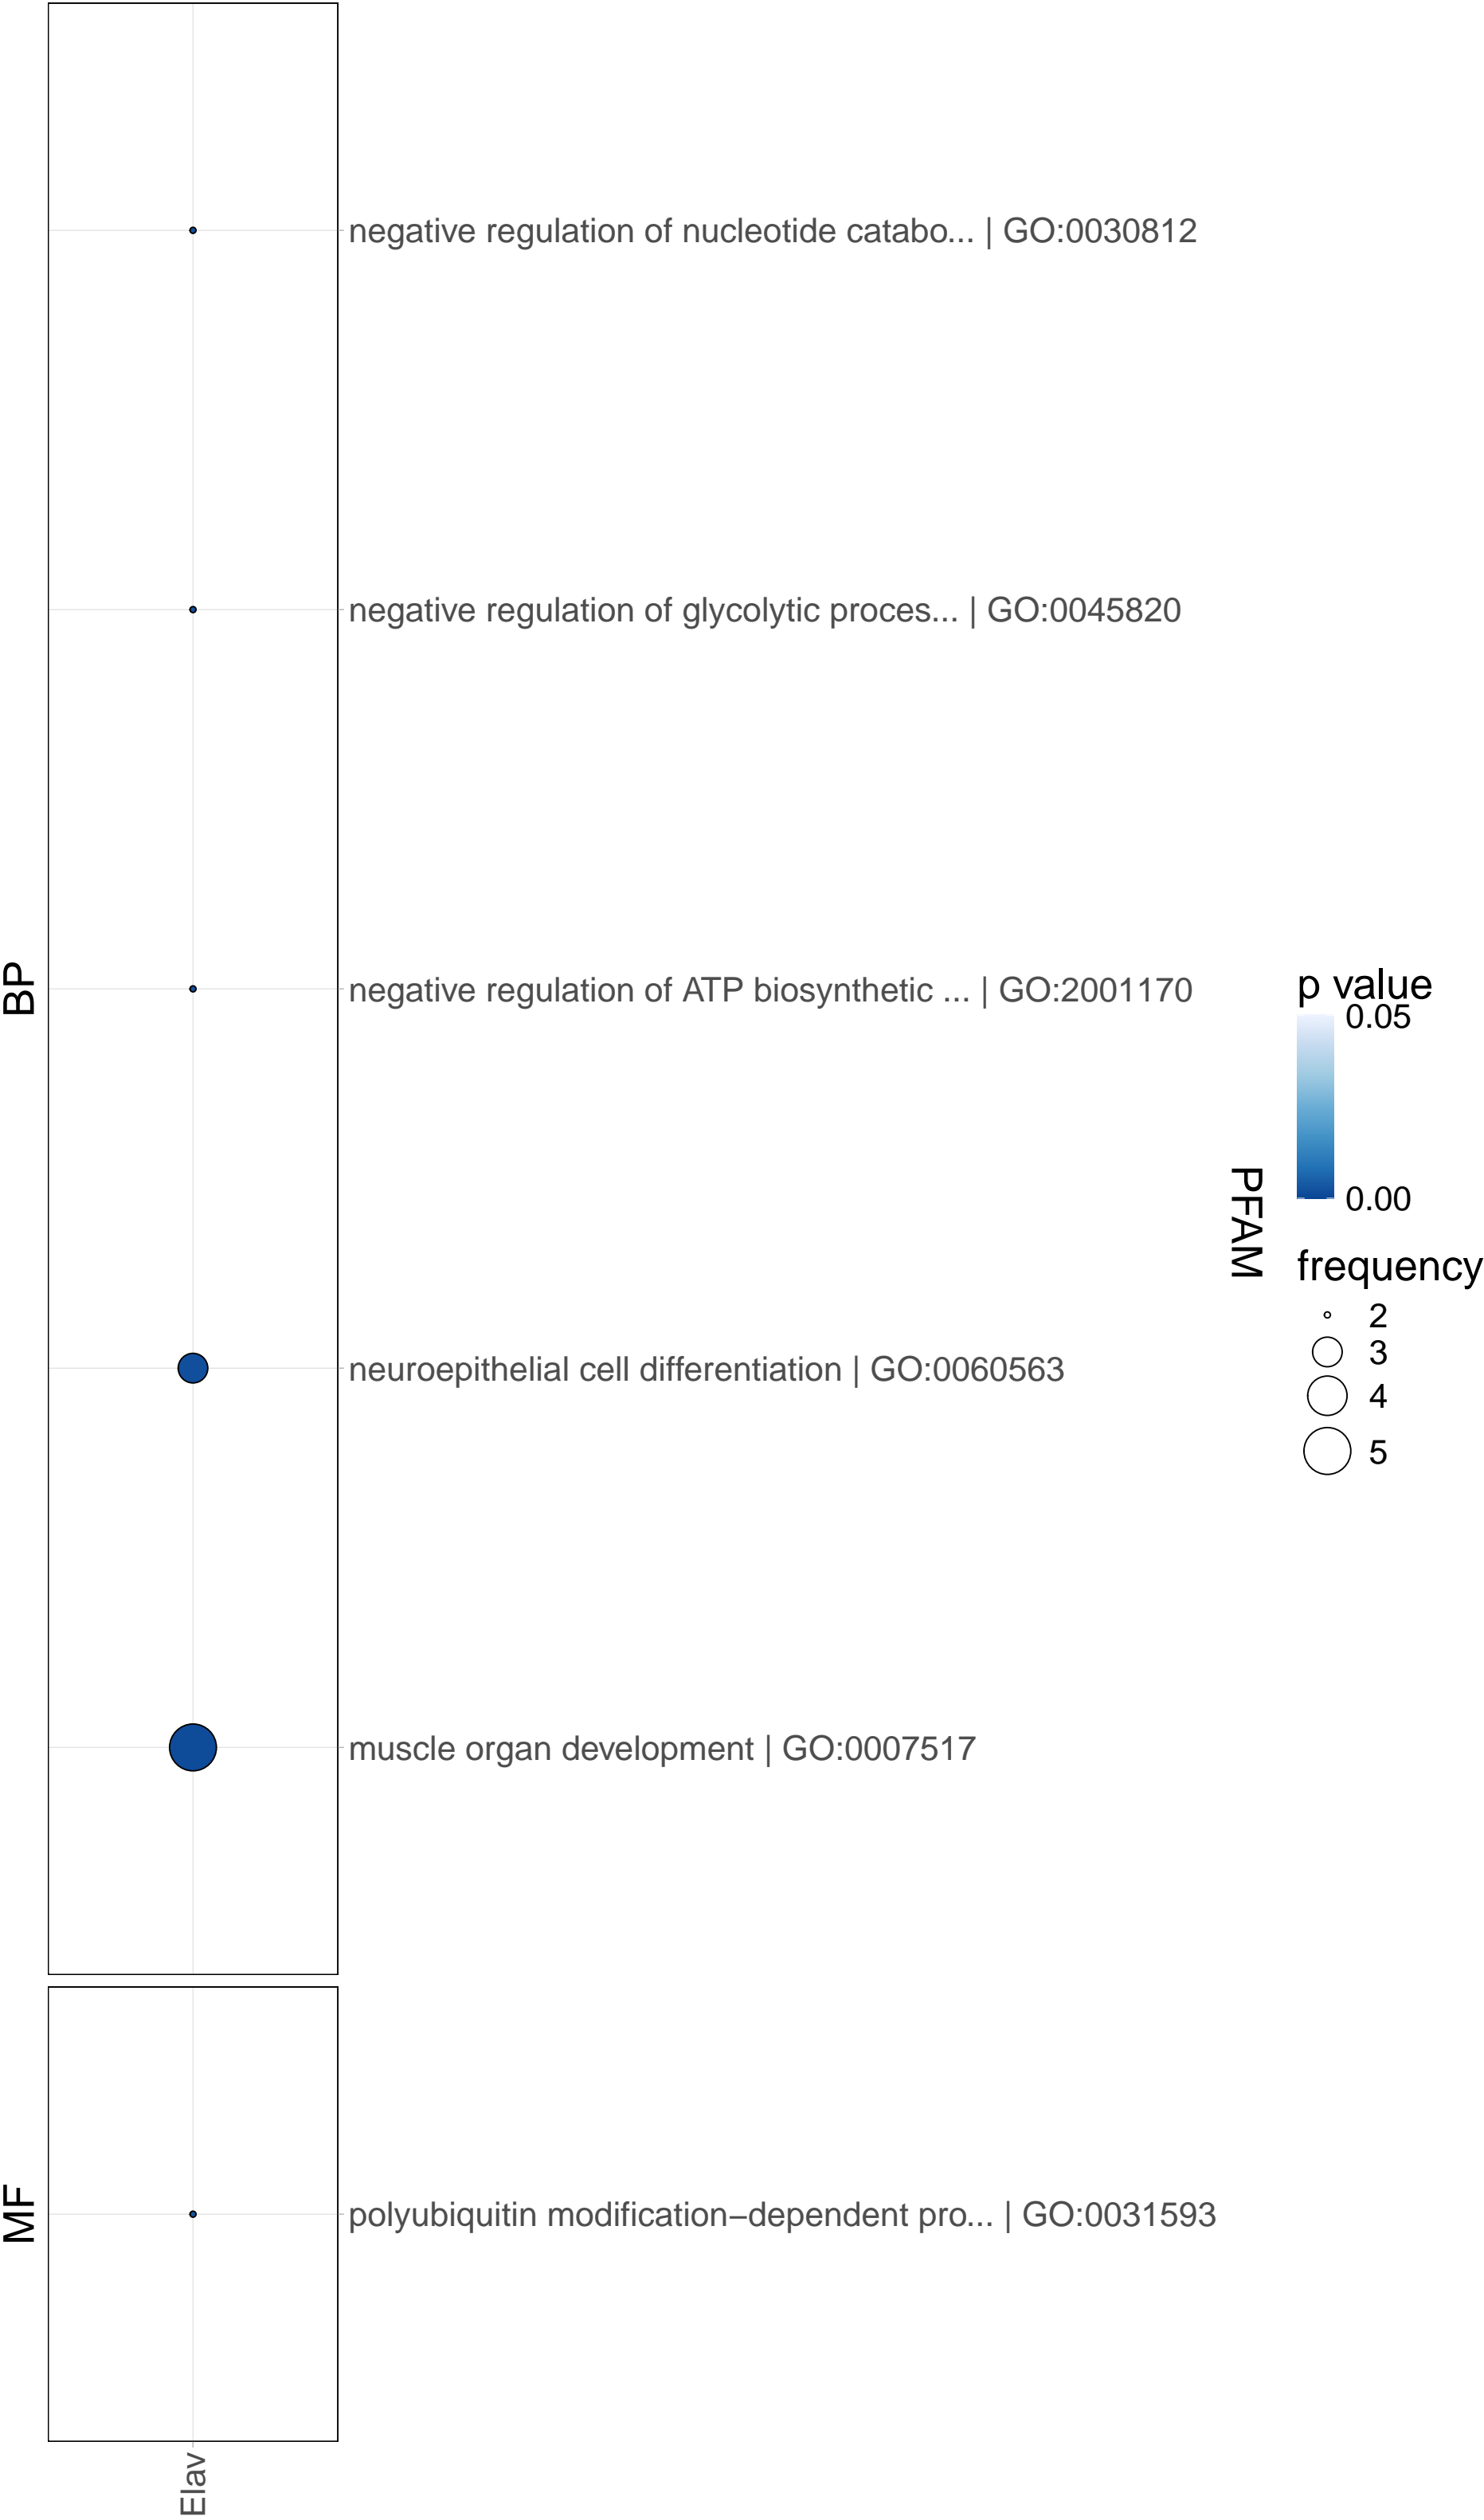 BP
negative regulation of nucleotide catabo... | GO:0030812
negative regulation of glycolytic proces... | GO:0045820
negative regulation of ATP biosynthetic ... | GO:2001170
neuroepithelial cell differentiation | GO:0060563
muscle organ development | GO:0007517
MF
polyubiquitin modification−dependent pro... | GO:0031593
Elav
PFAM
p value
0.05
0.00
frequency
2
3
4
5